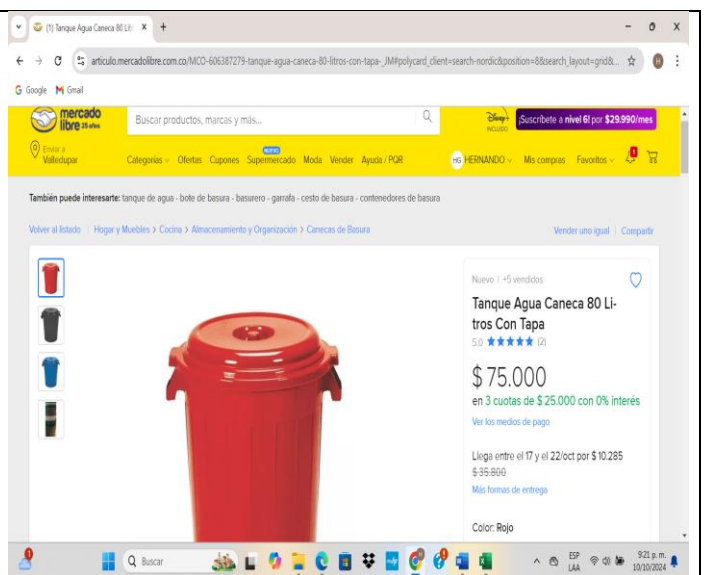 (1) Tanque Agua Caneca 80 Lit
articulo.mercadolibre.com.co/MCO-606387279-tanque-agua-caneca-80-litros-con-tapa-_JM#polycard_client=search-nordic&position=8&search_layout=grid&...
Google Gmail
mercado libre 25 años
Buscar productos, marcas y más...
Disney+ INCLUIDO
¡Suscríbete a nivel 6! por $29.990/mes
Enviar a
Valledupar
NUEVO
Categorías Ofertas Cupones Supermercado Moda Vender Ayuda / PQR
HG HERNANDO Mis compras Favoritos 1
También puede interesarte: tanque de agua - bote de basura - basurero - garrafa - cesto de basura - contenedores de basura
Volver al listado | Hogar y Muebles > Cocina > Almacenamiento y Organización > Canecas de Basura
Vender uno igual | Compartir
Nuevo | +5 vendidos
Tanque Agua Caneca 80 Li-
tros Con Tapa
5.0 ★★★★★ (2)
$ 75.000
en 3 cuotas de $ 25.000 con 0% interés
Ver los medios de pago
Llega entre el 17 y el 22/oct por $ 10.285
$ 35.800
Más formas de entrega
Color: Rojo
Buscar
ESP
LAA
9:21 p. m.
10/10/2024